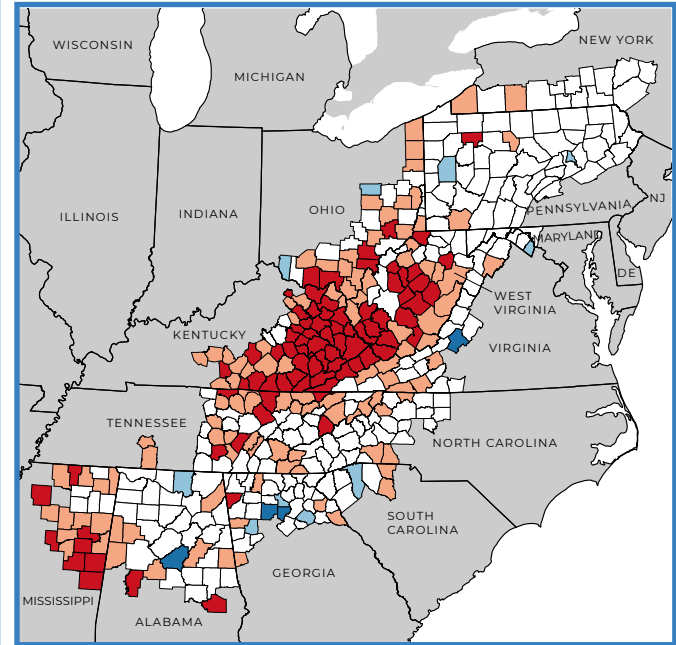 WISCONSIN
NEW YORK
MICHIGAN
ILLINOIS
INDIANA
OHIO
PENNSYLVANIA
NJ
MARYLAND
DE
WEST
VIRGINIA
KENTUCKY
VIRGINIA
TENNESSEE
NORTH CAROLINA
SOUTH
CAROLINA
GEORGIA
MISSISSIPPI
ALABAMA